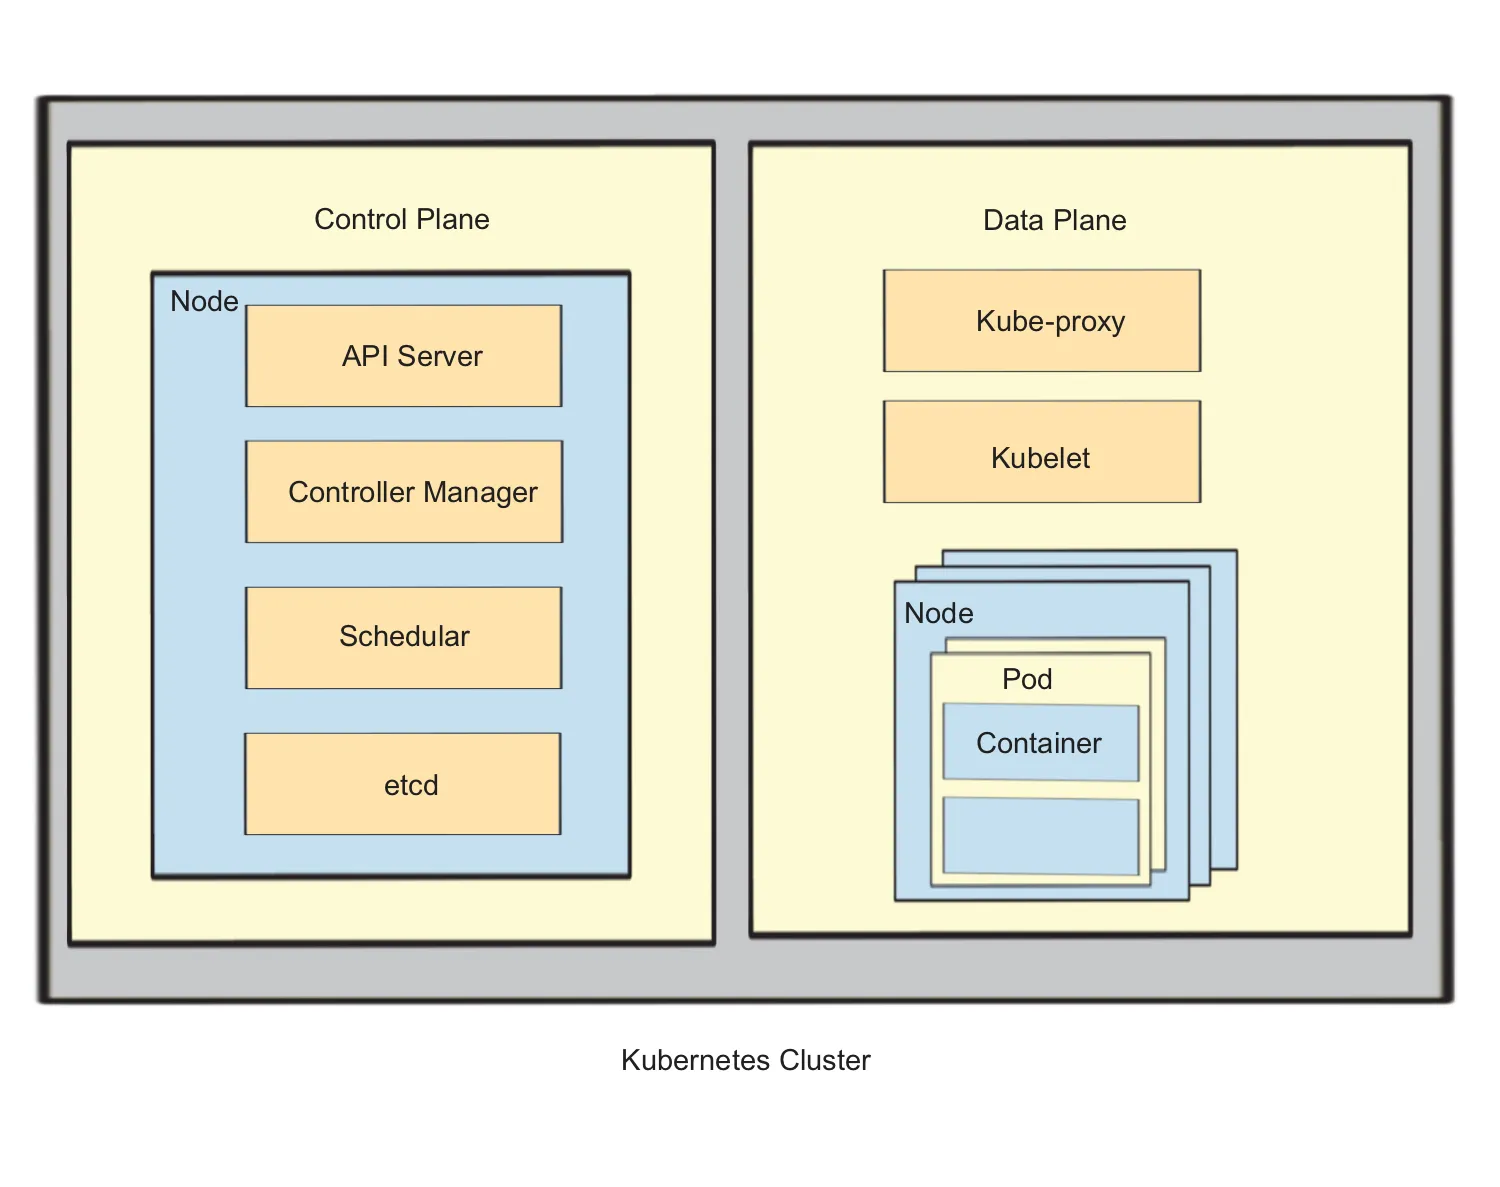 Control Plane
Node
API Server
Controller Manager
Schedular
etcd
Data Plane
Kube-proxy
Kubelet
Node
Pod
Container
Kubernetes Cluster